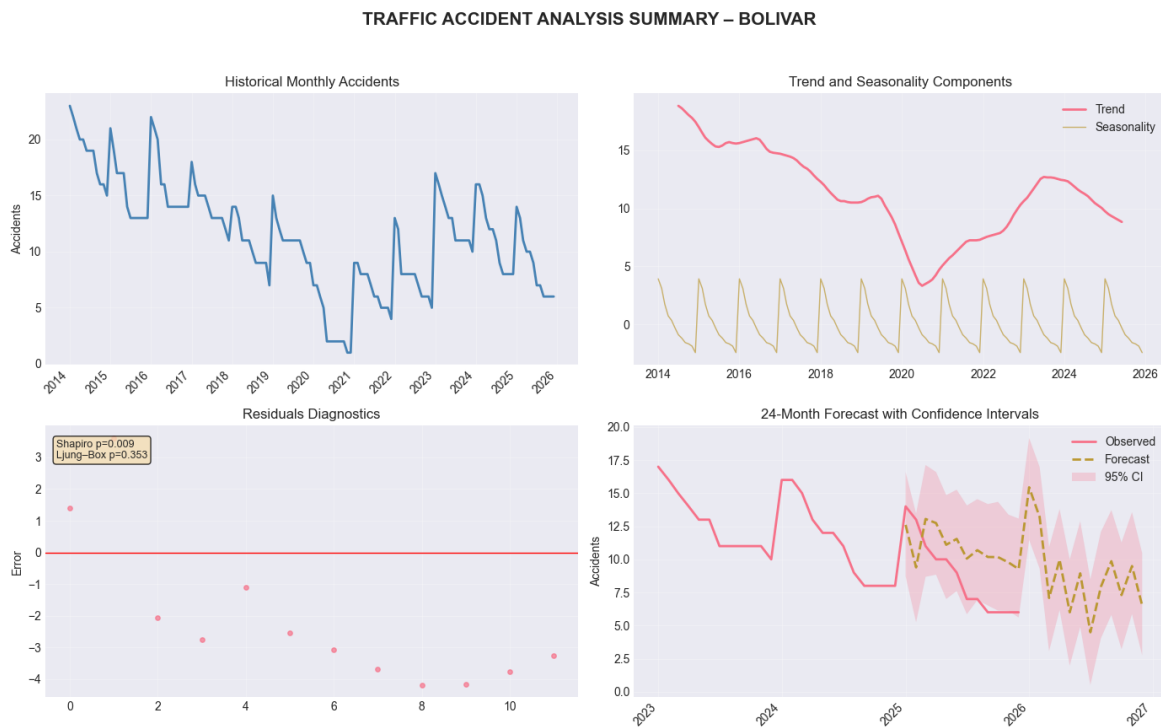 TRAFFIC ACCIDENT ANALYSIS SUMMARY – BOLIVAR
Historical Monthly Accidents
Accidents
20
15
10
5
0
2014 2015 2016 2017 2018 2019 2020 2021 2022 2023 2024 2025 2026
Trend and Seasonality Components
Trend
Seasonality
15
10
5
0
2014 2016 2018 2020 2022 2024 2026
Residuals Diagnostics
Shapiro p=0.009
Ljung–Box p=0.353
Error
3
2
1
0
−1
−2
−3
−4
0 2 4 6 8 10
24-Month Forecast with Confidence Intervals
Observed
Forecast
95% CI
Accidents
20.0
17.5
15.0
12.5
10.0
7.5
5.0
2.5
0.0
2023 2024 2025 2026 2027